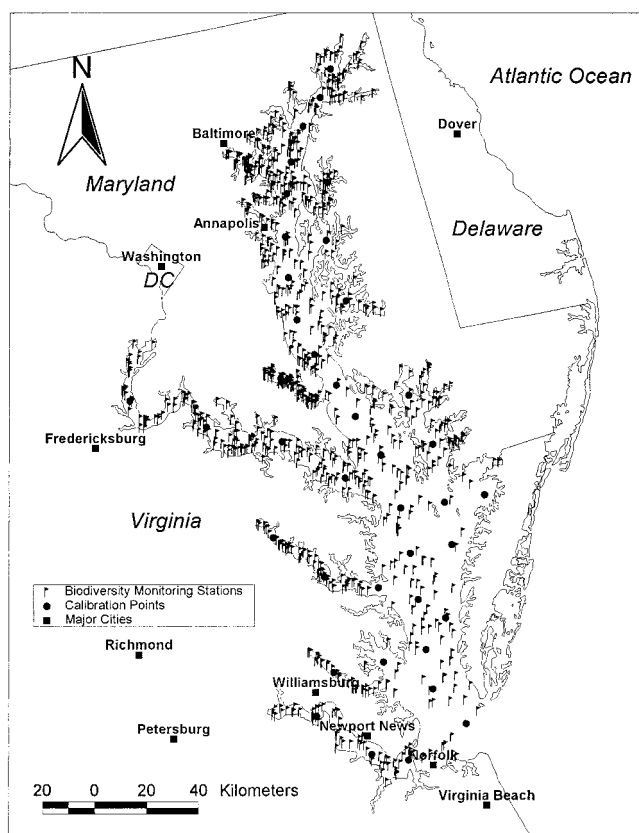 Atlantic Ocean
N
Dover
Baltimore
Maryland
Annapolis
Delaware
Washington
DC
Fredericksburg
Virginia
Biodiversity Monitoring Stations
Calibration Points
Major Cities
Richmond
Williamsburg
Newport News
Petersburg
Norfolk
20 0 20 40 Kilometers
Virginia Beach